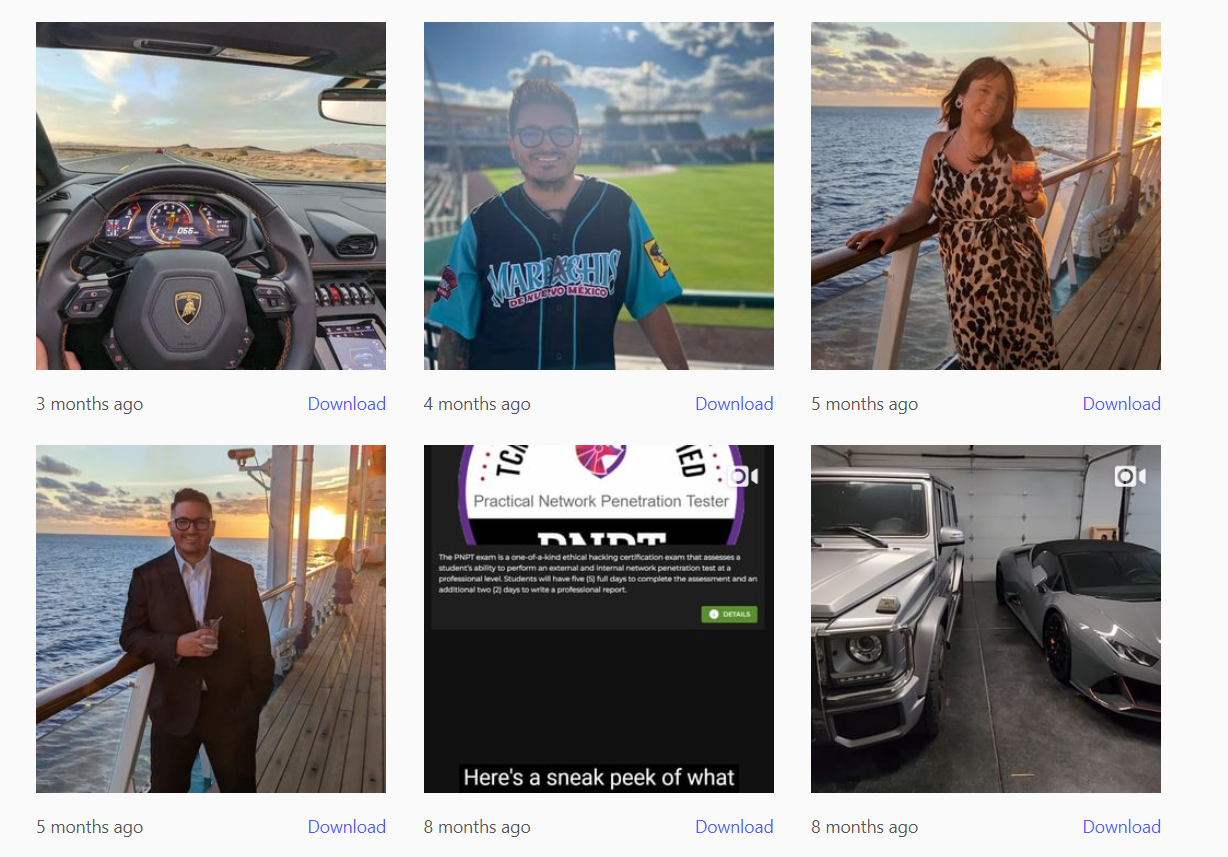 066
MARIACHIS
DE NUEVO MEXICO
3 months ago
Download
4 months ago
Download
5 months ago
Download
Practical Network Penetration Tester
PNPT
The PNPT exam is a one-of-a-kind ethical hacking certification exam that assesses a
student's ability to perform an external and internal network penetration test at a
professional level. Students will have five (5) full days to complete the assessment and an
additional two (2) days to write a professional report.
DETAILS
Here's a sneak peek of what
5 months ago
Download
8 months ago
Download
8 months ago
Download